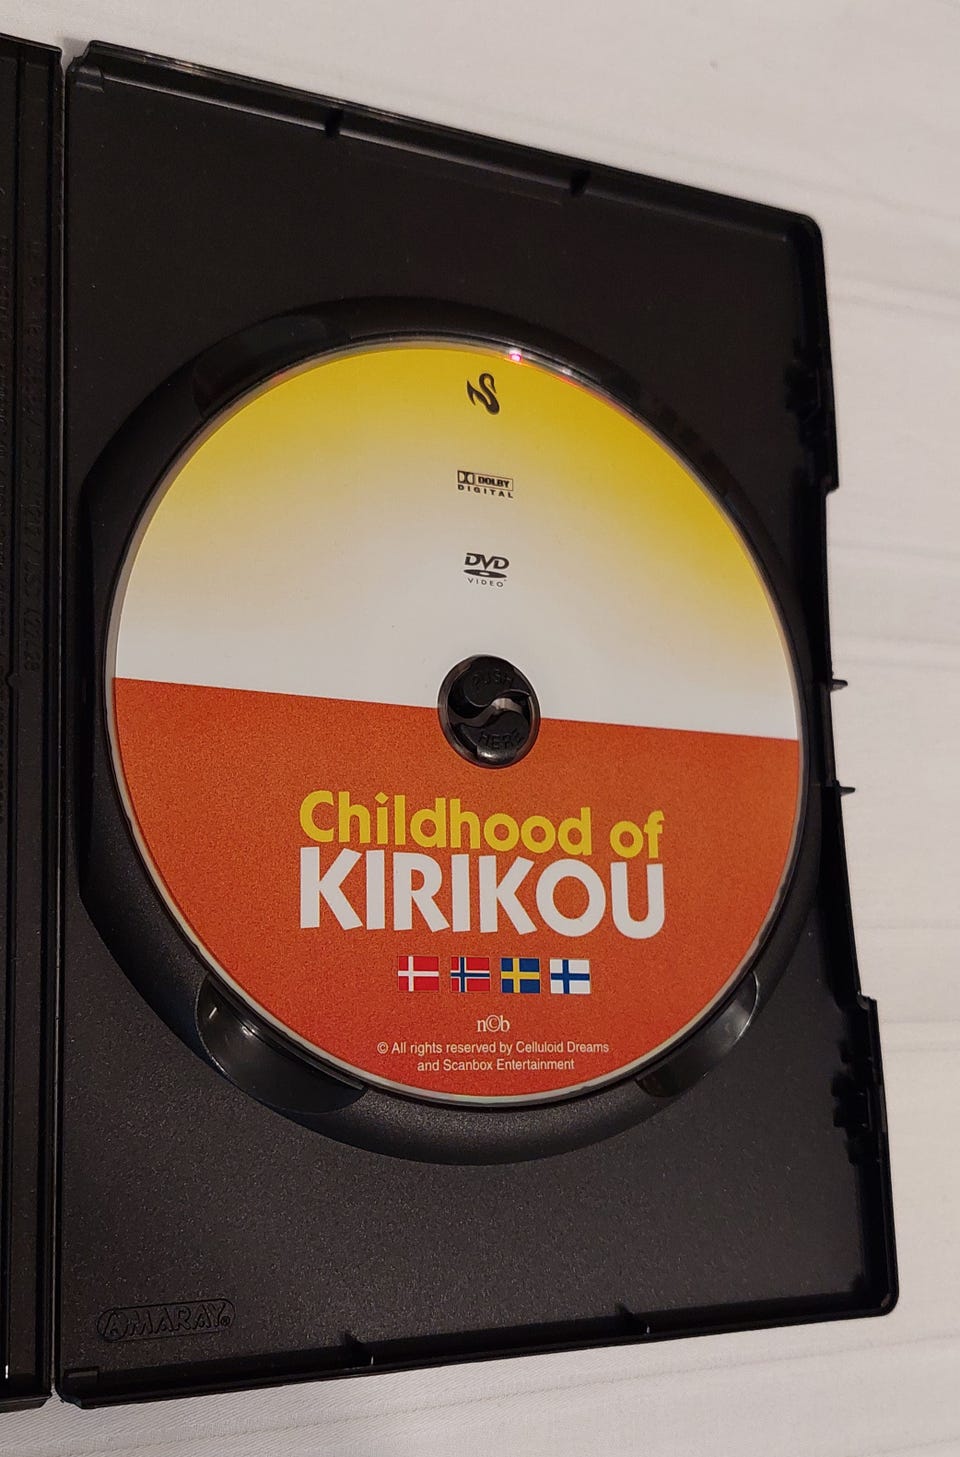 DOLBY
DIGITAL
DVD
VIDEO
PUSH
HERE
Childhood of
KIRIKOU
n©b
© All rights reserved by Celluloid Dreams
and Scanbox Entertainment
AMARAY®